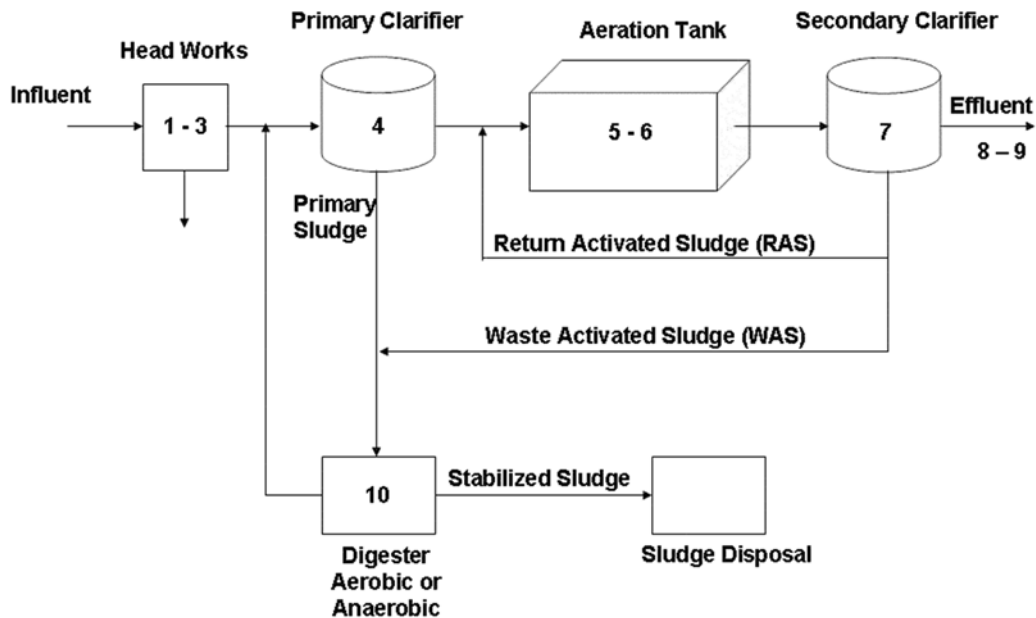 Primary Clarifier
Aeration Tank
Secondary Clarifier
Head Works
Influent
1 - 3
4
5 - 6
7
Effluent
8 – 9
Primary
Sludge
Return Activated Sludge (RAS)
Waste Activated Sludge (WAS)
10
Stabilized Sludge
Digester
Aerobic or
Anaerobic
Sludge Disposal